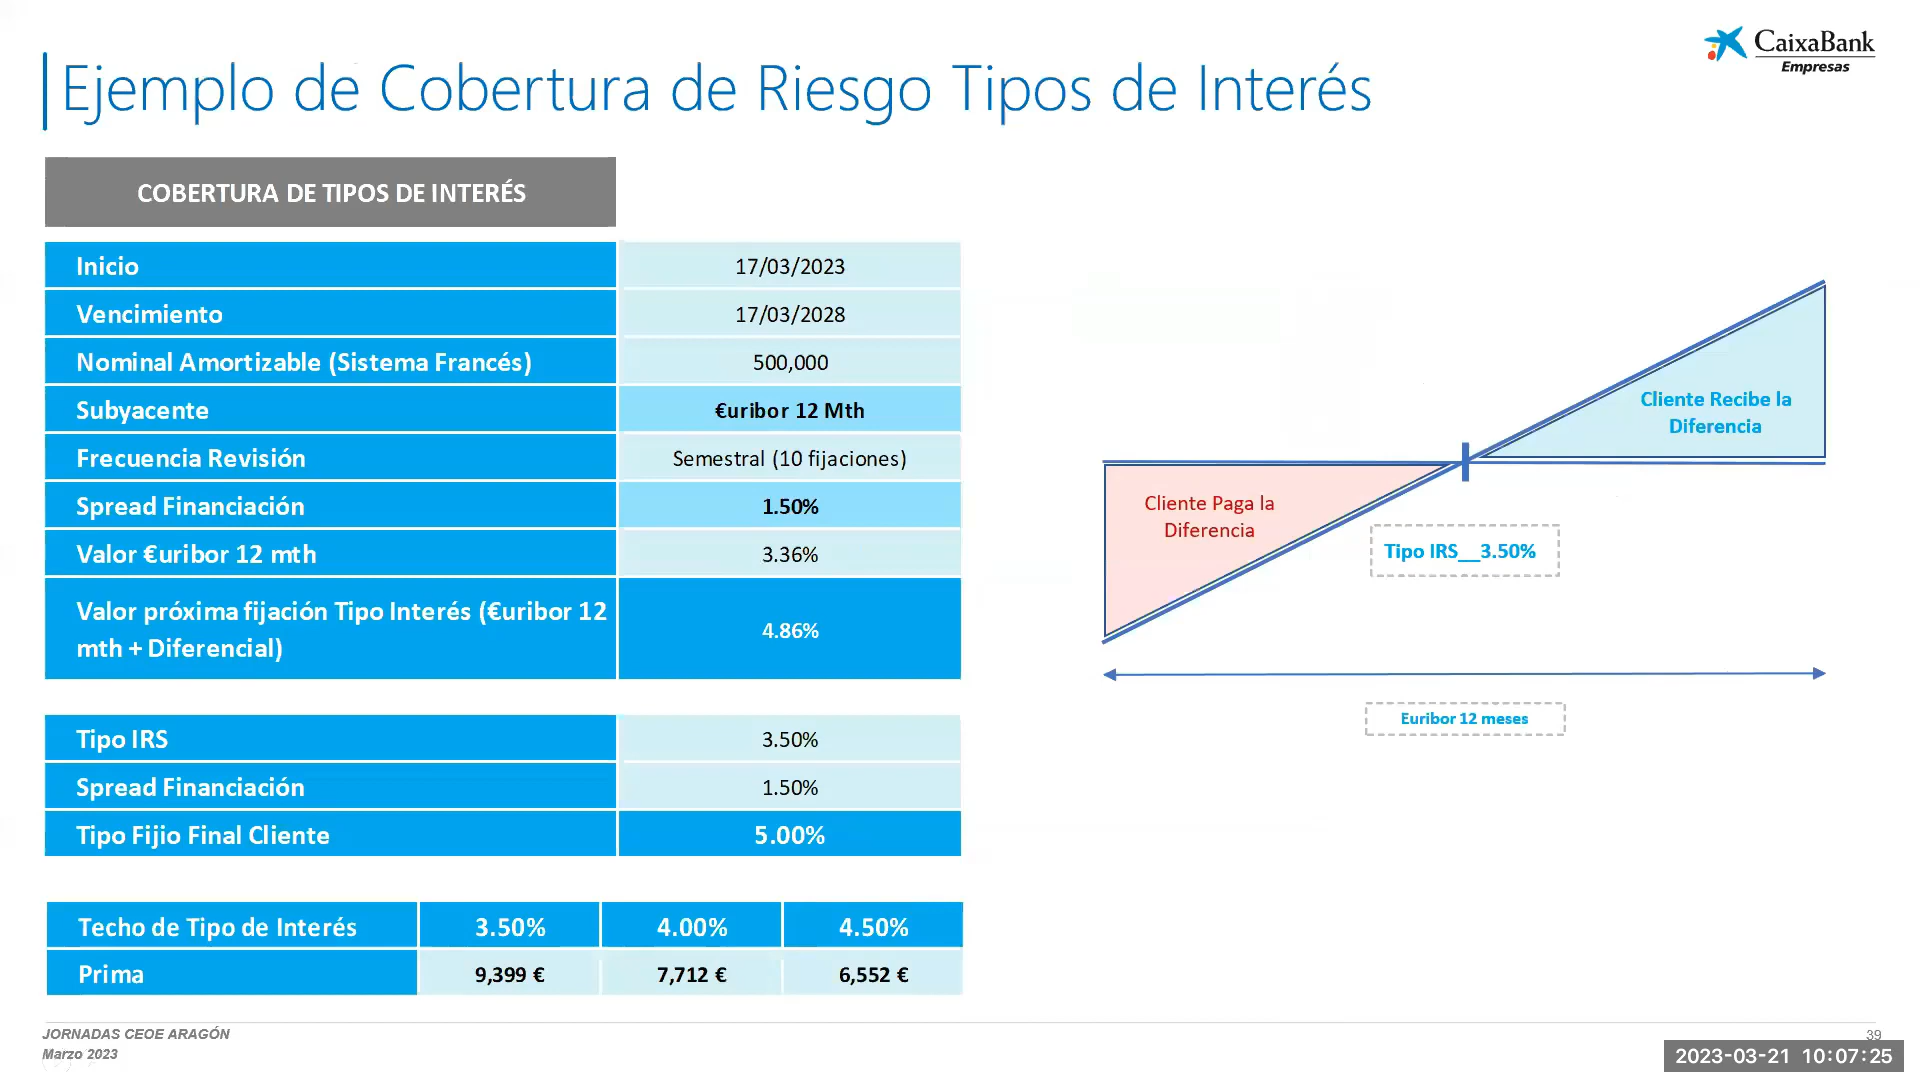 CaixaBank
Empresas
Ejemplo de Cobertura de Riesgo Tipos de Interés
COBERTURA DE TIPOS DE INTERÉS
Inicio 17/03/2023
Vencimiento 17/03/2028
Nominal Amortizable (Sistema Francés) 500,000
Subyacente €uribor 12 Mth
Frecuencia Revisión Semestral (10 fijaciones)
Spread Financiación 1.50%
Valor €uribor 12 mth 3.36%
Valor próxima fijación Tipo Interés (€uribor 12
mth + Diferencial) 4.86%
Tipo IRS 3.50%
Spread Financiación 1.50%
Tipo Fijio Final Cliente 5.00%
Techo de Tipo de Interés 3.50% 4.00% 4.50%
Prima 9,399 € 7,712 € 6,552 €
Cliente Recibe la
Diferencia
Cliente Paga la
Diferencia
Tipo IRS__3.50%
Euribor 12 meses
JORNADAS CEOE ARAGÓN
Marzo 2023
39
2023-03-21 10:07:25